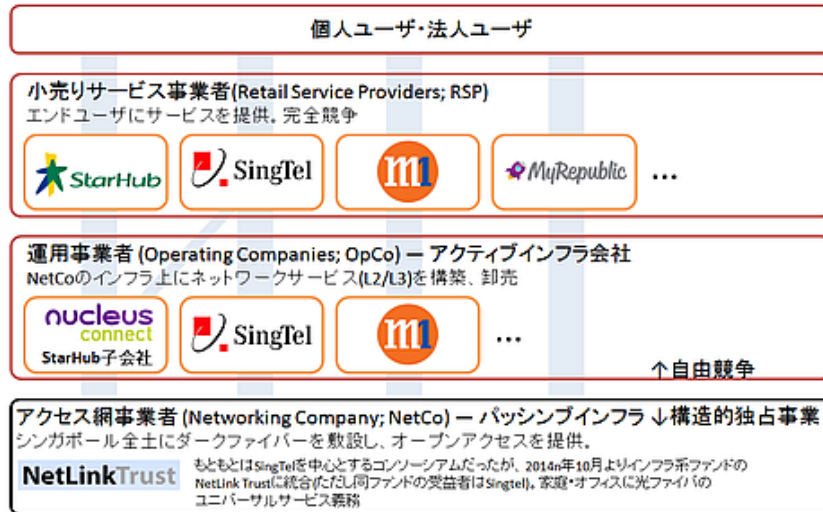 個人ユーザ・法人ユーザ
小売りサービス事業者(Retail Service Providers; RSP)
エンドユーザにサービスを提供。完全競争
StarHub
SingTel
m1
MyRepublic
...
運用事業者 (Operating Companies; OpCo) — アクティブインフラ会社
NetCoのインフラ上にネットワークサービス(L2/L3)を構築、卸売
nucleus
connect
StarHub子会社
SingTel
m1
...
↑自由競争
アクセス網事業者 (Networking Company; NetCo) — パッシンブインフラ ↓構造的独占事業
シンガポール全土にダークファイバーを敷設し、オープンアクセスを提供。
NetLinkTrust
もともとはSingTelを中心とするコンソーシアムだったが、2014n年10月よりインフラ系ファンドの
NetLink Trustに統合(ただし同ファンドの受益者はSingtel)。家庭・オフィスに光ファイバの
ユニバーサルサービス義務